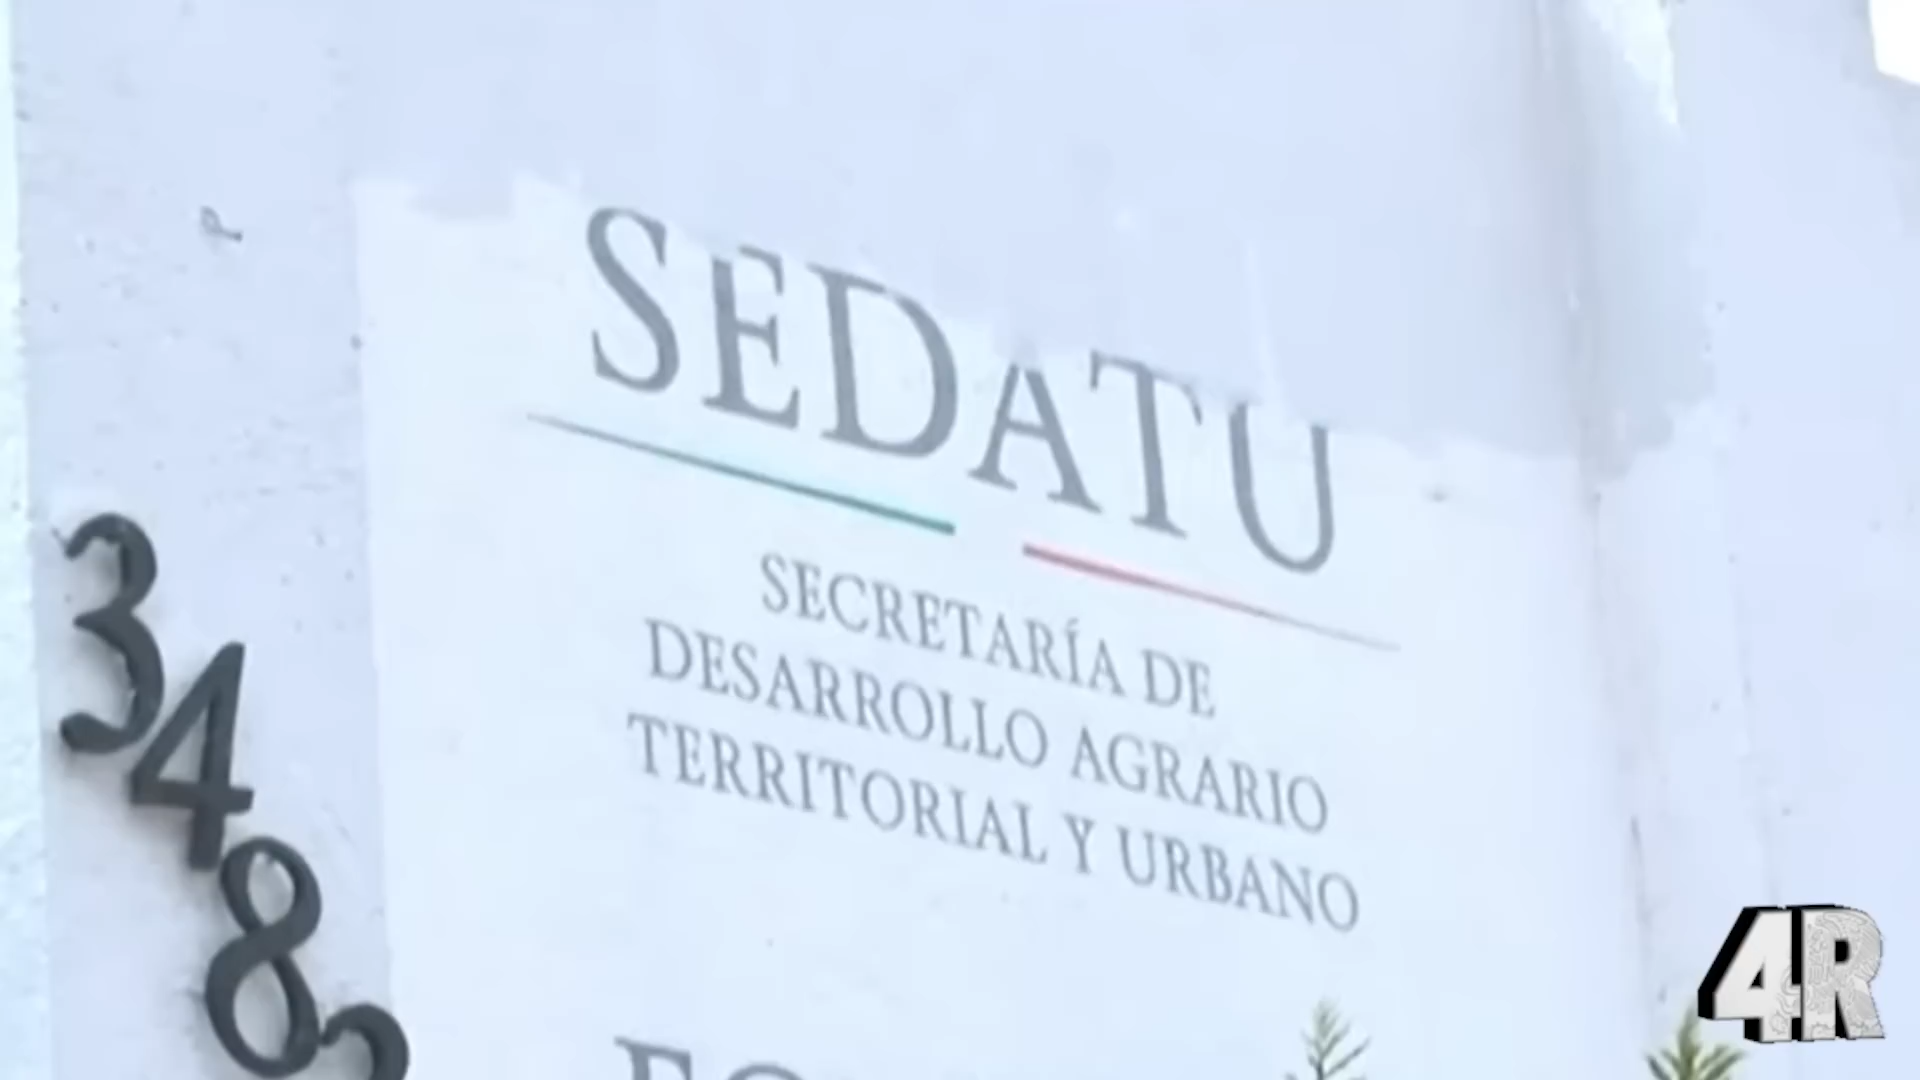 SEDATU
SECRETARÍA DE
DESARROLLO AGRARIO
TERRITORIAL Y URBANO
348
4R